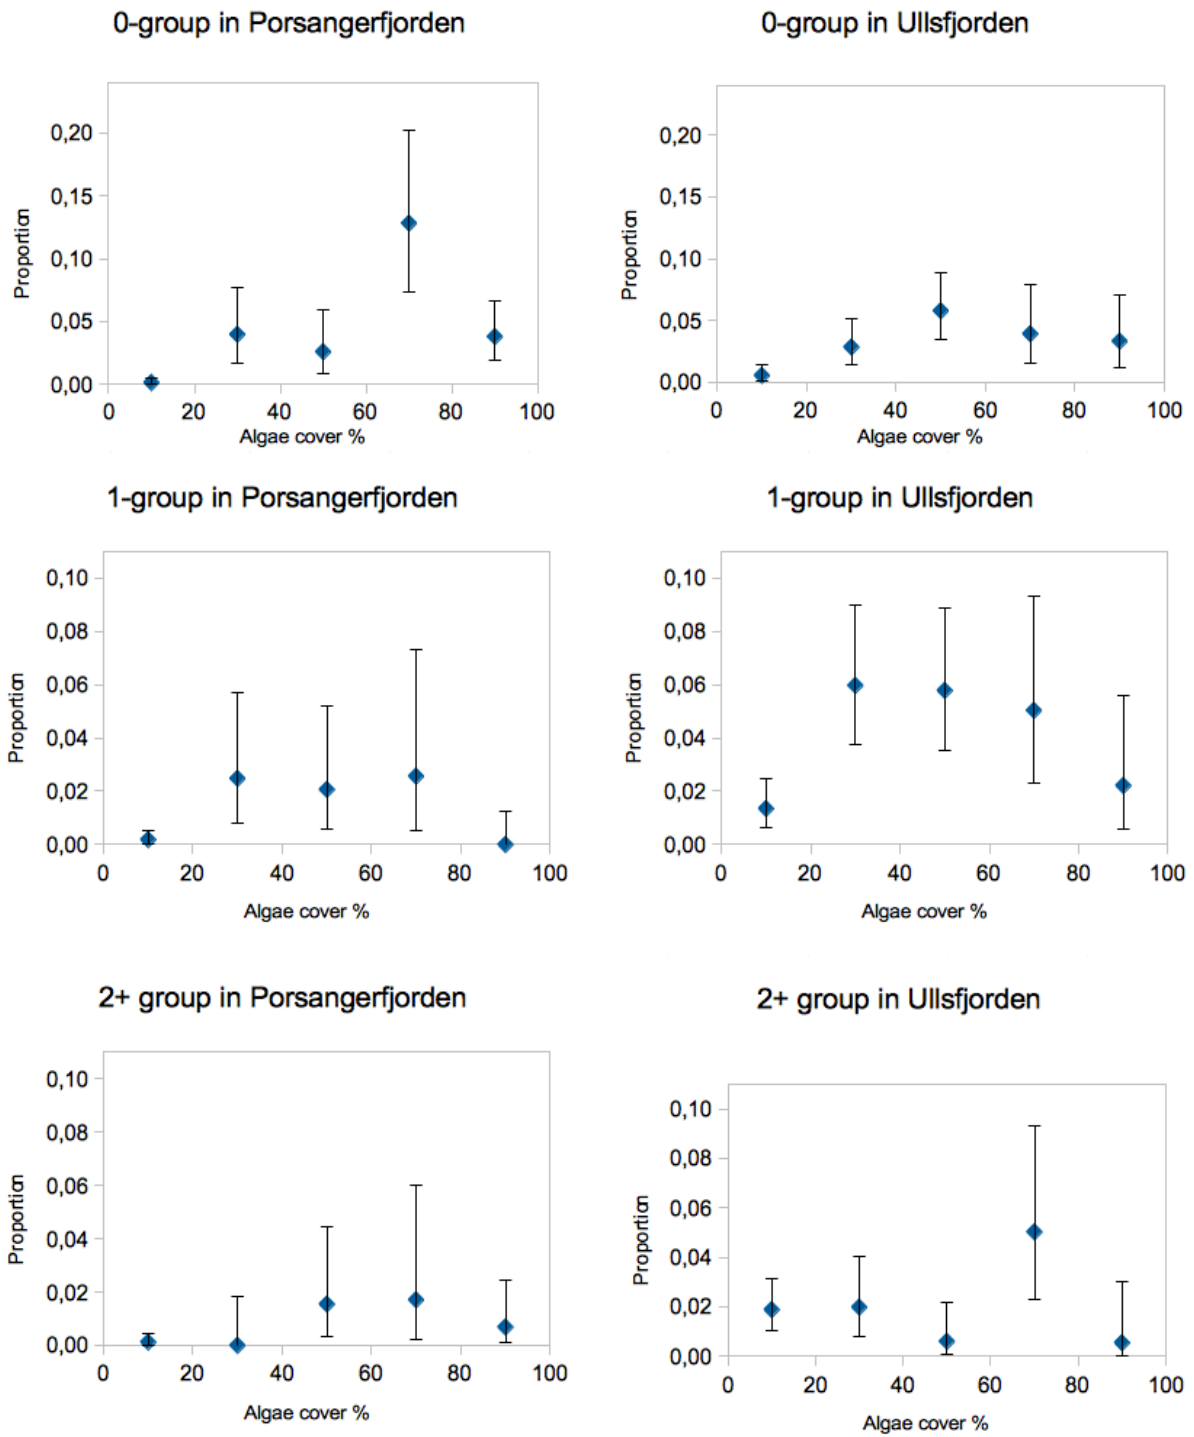 0-group in Porsangerfjorden
0,20
0,15
0,10
0,05
0,00
Proportion
0 20 40 60 80 100
Algae cover %
0-group in Ullsfjorden
0,20
0,15
0,10
0,05
0,00
Proportion
0 20 40 60 80 100
Algae cover %
1-group in Porsangerfjorden
0,10
0,08
0,06
0,04
0,02
0,00
Proportion
0 20 40 60 80 100
Algae cover %
1-group in Ullsfjorden
0,10
0,08
0,06
0,04
0,02
0,00
Proportion
0 20 40 60 80 100
Algae cover %
2+ group in Porsangerfjorden
0,10
0,08
0,06
0,04
0,02
0,00
Proportion
0 20 40 60 80 100
Algae cover %
2+ group in Ullsfjorden
0,10
0,08
0,06
0,04
0,02
0,00
Proportion
0 20 40 60 80 100
Algae cover %